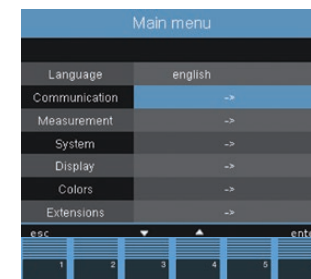 Main menu
Language english
Communication ->
Measurement ->
System ->
Display ->
Colors ->
Extensions ->
esc ▼ ▲ ente
1 2 3 4 5